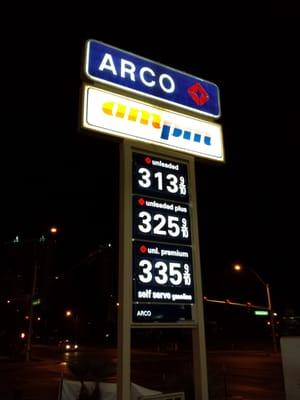 ARCO
ampm
unleaded
313 9/10
unleaded plus
325 9/10
unl. premium
335 9/10
self serve gasoline
ARCO